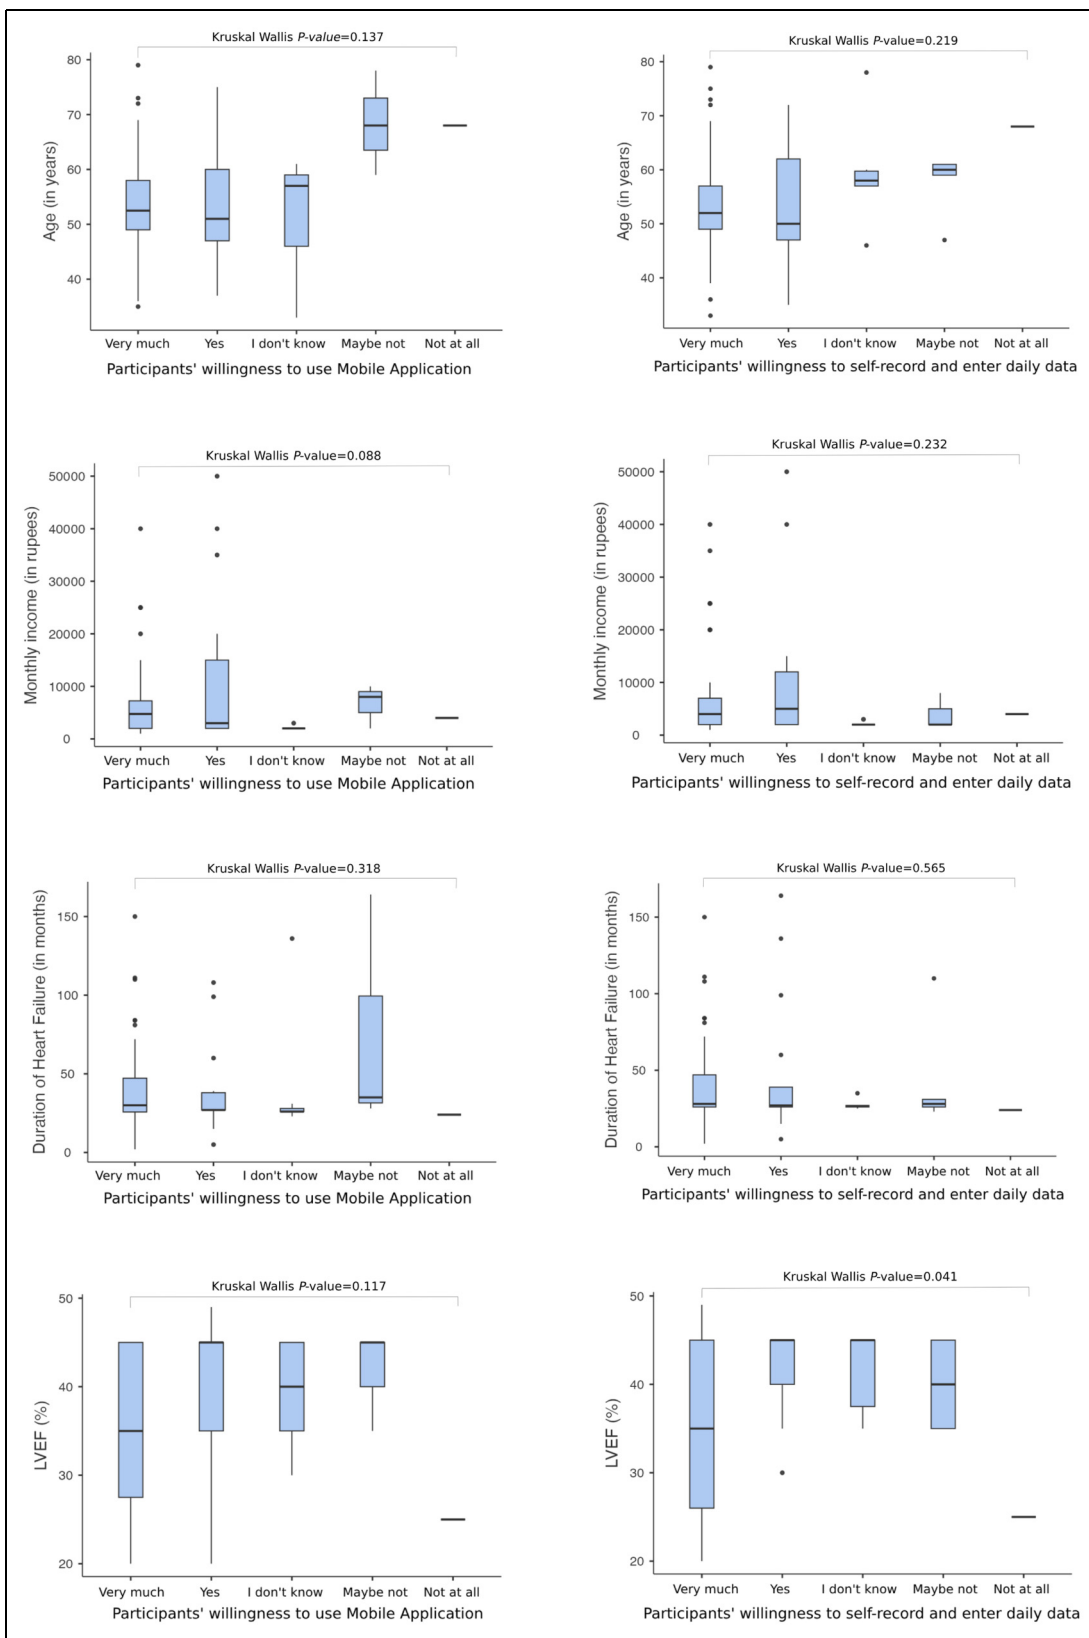 Kruskal Wallis P-value=0.137
Age (in years)
80
70
60
50
40
Very much Yes I don't know Maybe not Not at all
Participants' willingness to use Mobile Application
Kruskal Wallis P-value=0.219
Age (in years)
80
70
60
50
40
Very much Yes I don't know Maybe not Not at all
Participants' willingness to self-record and enter daily data
Kruskal Wallis P-value=0.088
Monthly income (in rupees)
50000
40000
30000
20000
10000
0
Very much Yes I don't know Maybe not Not at all
Participants' willingness to use Mobile Application
Kruskal Wallis P-value=0.232
Monthly income (in rupees)
50000
40000
30000
20000
10000
0
Very much Yes I don't know Maybe not Not at all
Participants' willingness to self-record and enter daily data
Kruskal Wallis P-value=0.318
Duration of Heart Failure (in months)
150
100
50
0
Very much Yes I don't know Maybe not Not at all
Participants' willingness to use Mobile Application
Kruskal Wallis P-value=0.565
Duration of Heart Failure (in months)
150
100
50
0
Very much Yes I don't know Maybe not Not at all
Participants' willingness to self-record and enter daily data
Kruskal Wallis P-value=0.117
LVEF (%)
50
40
30
20
Very much Yes I don't know Maybe not Not at all
Participants' willingness to use Mobile Application
Kruskal Wallis P-value=0.041
LVEF (%)
50
40
30
20
Very much Yes I don't know Maybe not Not at all
Participants' willingness to self-record and enter daily data